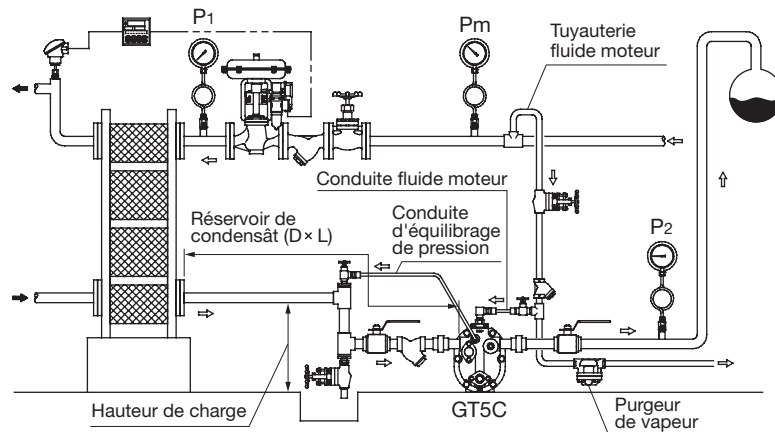 P1
Pm
Tuyauterie
fluide moteur
Conduite fluide moteur
Réservoir de
condensât (D × L)
Conduite
d'équilibrage
de pression
P2
Hauteur de charge
GT5C
Purgeur
de vapeur